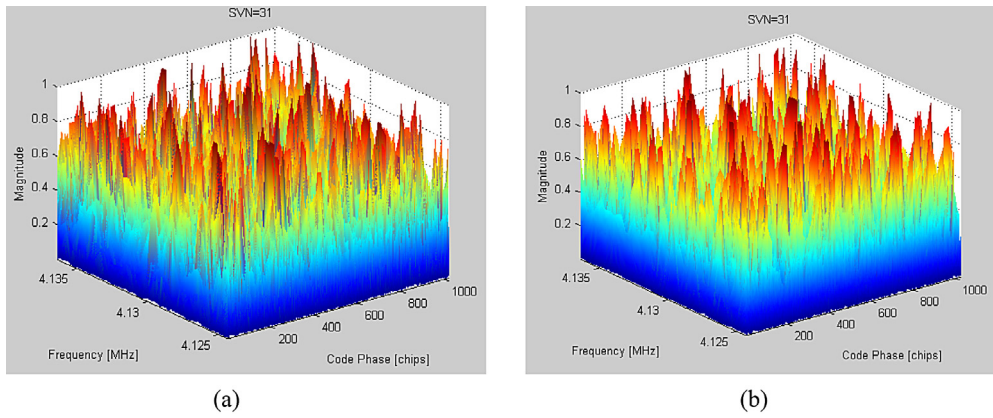 SVN=31
1
0.8
0.6
0.4
0.2
Magnitude
4.135
4.13
4.125
Frequency [MHz]
200
400
600
800
1000
Code Phase [chips]
(a)
SVN=31
1
0.8
0.6
0.4
0.2
Magnitude
4.135
4.13
4.125
Frequency [MHz]
200
400
600
800
1000
Code Phase [chips]
(b)